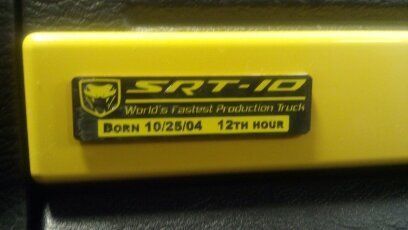 SRT-10
World's Fastest Production Truck
BORN 10/25/04 12TH HOUR